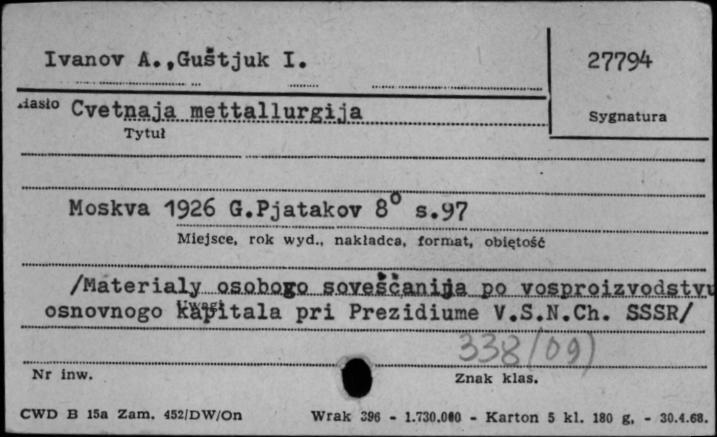 Ivanov A.,Guštjuk I.
27794
Hasło Cvetnaja mettallurgija
Sygnatura
Tytuł
Moskva 1926 G.Pjatakov 8° s.97
Miejsce, rok wyd., nakładca, format, objętość
/Materialy osobogo soveščanija po vosproizvodstvu
osnovnogo kapitala pri Prezidiume V.S.N.Ch. SSSR/
Uwagi
338/09)
Nr inw.
Znak klas.
CWD B 15a Zam. 452/DW/On Wrak 396 - 1.730.000 - Karton 5 kl. 180 g, - 30.4.68.